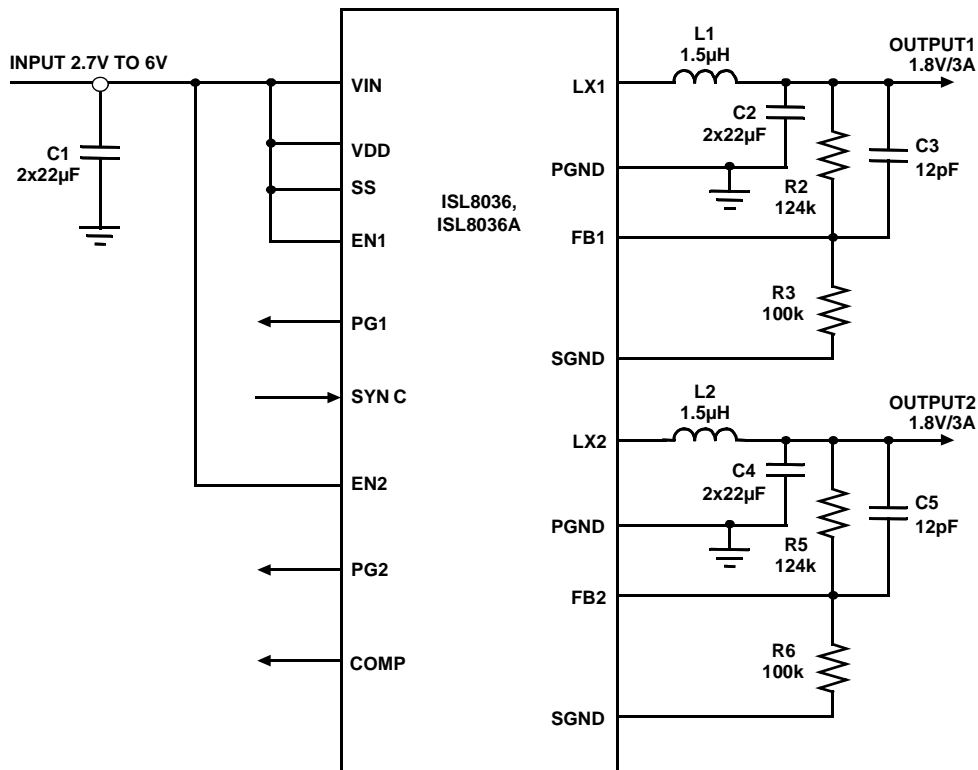 INPUT 2.7V TO 6V
C1
2x22µF
VIN
VDD
SS
EN1
PG1
SYN C
EN2
PG2
COMP
ISL8036,
ISL8036A
LX1
PGND
FB1
SGND
LX2
PGND
FB2
SGND
L1
1.5µH
OUTPUT1
1.8V/3A
C2
2x22µF
C3
12pF
R2
124k
R3
100k
L2
1.5µH
OUTPUT2
1.8V/3A
C4
2x22µF
C5
12pF
R5
124k
R6
100k